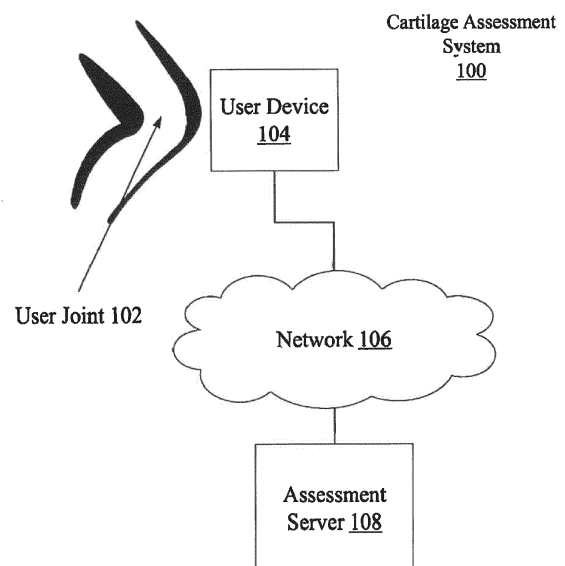 Cartilage Assessment
System
100
User Device
104
User Joint 102
Network 106
Assessment
Server 108